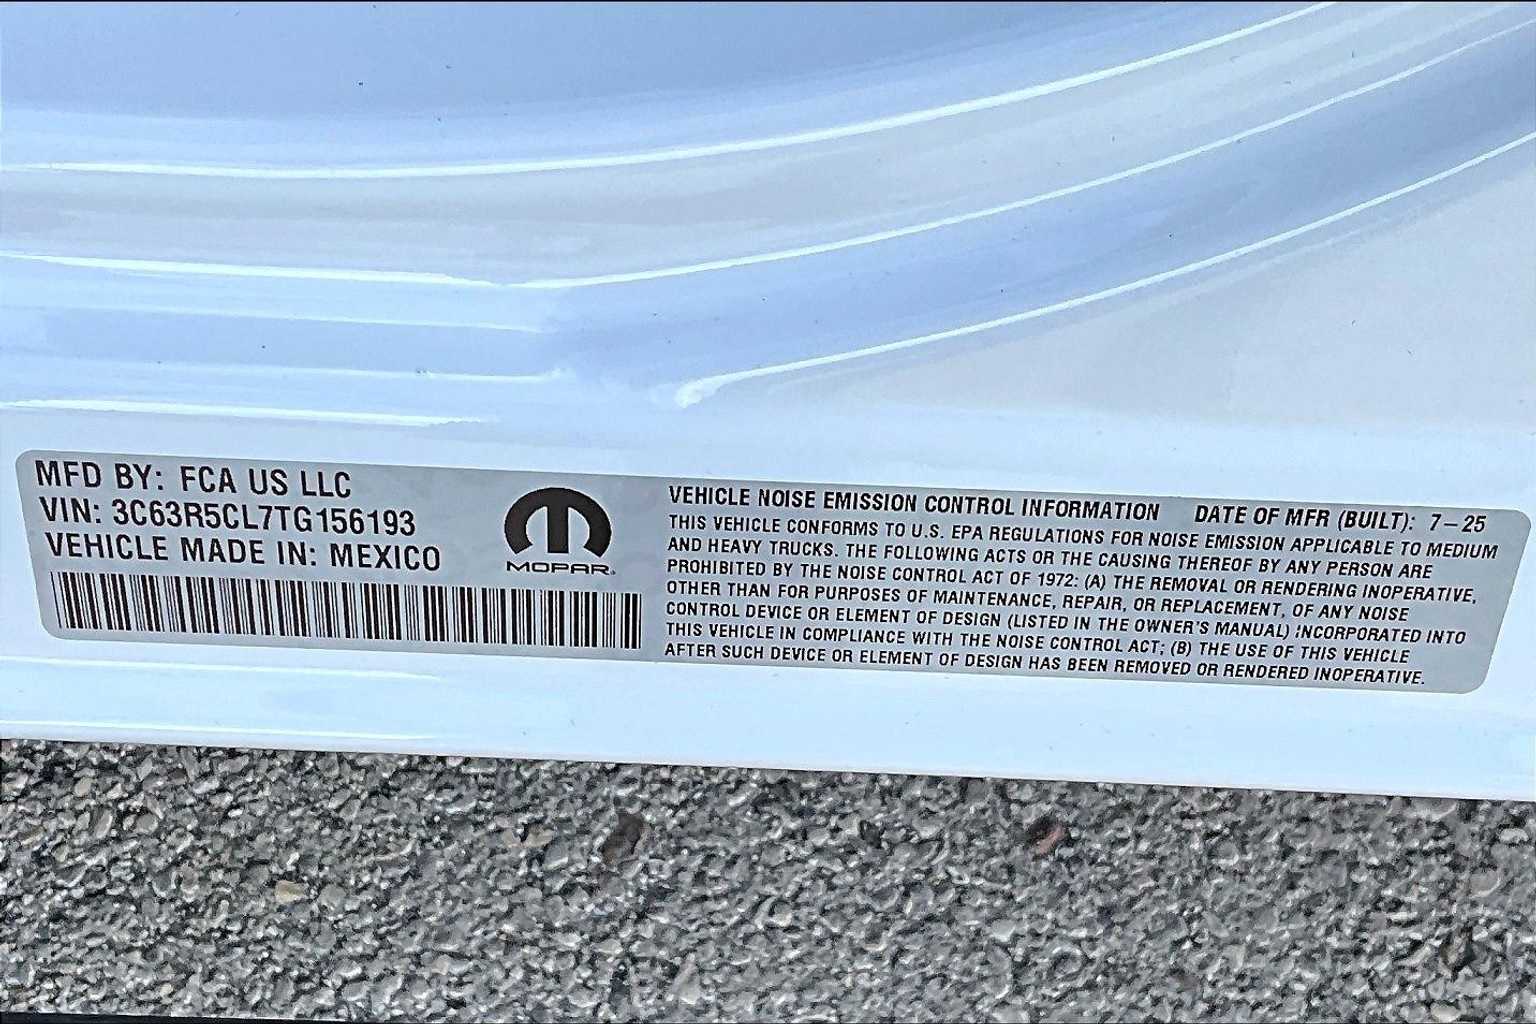 MFD BY: FCA US LLC
VIN: 3C63R5CL7TG156193
VEHICLE MADE IN: MEXICO
MOPAR®
VEHICLE NOISE EMISSION CONTROL INFORMATION DATE OF MFR (BUILT): 7-25
THIS VEHICLE CONFORMS TO U.S. EPA REGULATIONS FOR NOISE EMISSION APPLICABLE TO MEDIUM
AND HEAVY TRUCKS. THE FOLLOWING ACTS OR THE CAUSING THEREOF BY ANY PERSON ARE
PROHIBITED BY THE NOISE CONTROL ACT OF 1972: (A) THE REMOVAL OR RENDERING INOPERATIVE,
OTHER THAN FOR PURPOSES OF MAINTENANCE, REPAIR, OR REPLACEMENT, OF ANY NOISE
CONTROL DEVICE OR ELEMENT OF DESIGN (LISTED IN THE OWNER'S MANUAL) INCORPORATED INTO
THIS VEHICLE IN COMPLIANCE WITH THE NOISE CONTROL ACT; (B) THE USE OF THIS VEHICLE
AFTER SUCH DEVICE OR ELEMENT OF DESIGN HAS BEEN REMOVED OR RENDERED INOPERATIVE.